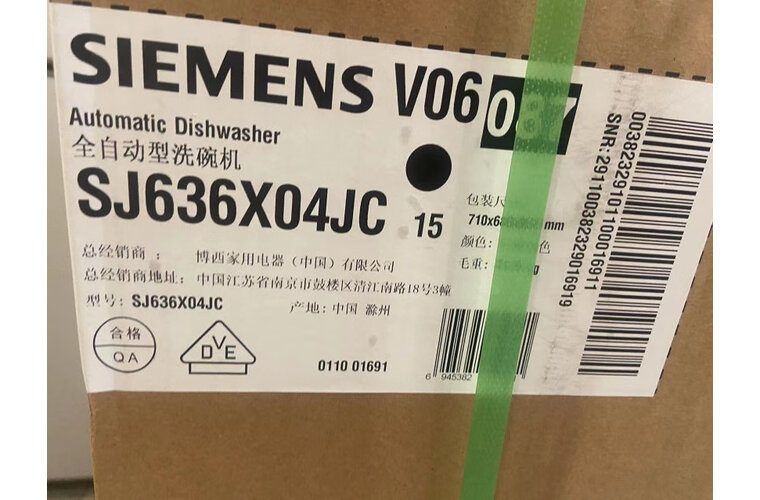 SIEMENS V06
Automatic Dishwasher
全自动型洗碗机
SJ636X04JC
15
包装尺
mm
颜色: 色
毛重:
总经销商: 博西家用电器(中国)有限公司
总经销商地址: 中国江苏省南京市鼓楼区清江南路18号3幢
型号: SJ636X04JC
产地: 中国 滁州
合格
QA
DVE
0110 01691
6 945382
00382329101100016911
SNR: 291100382329016919